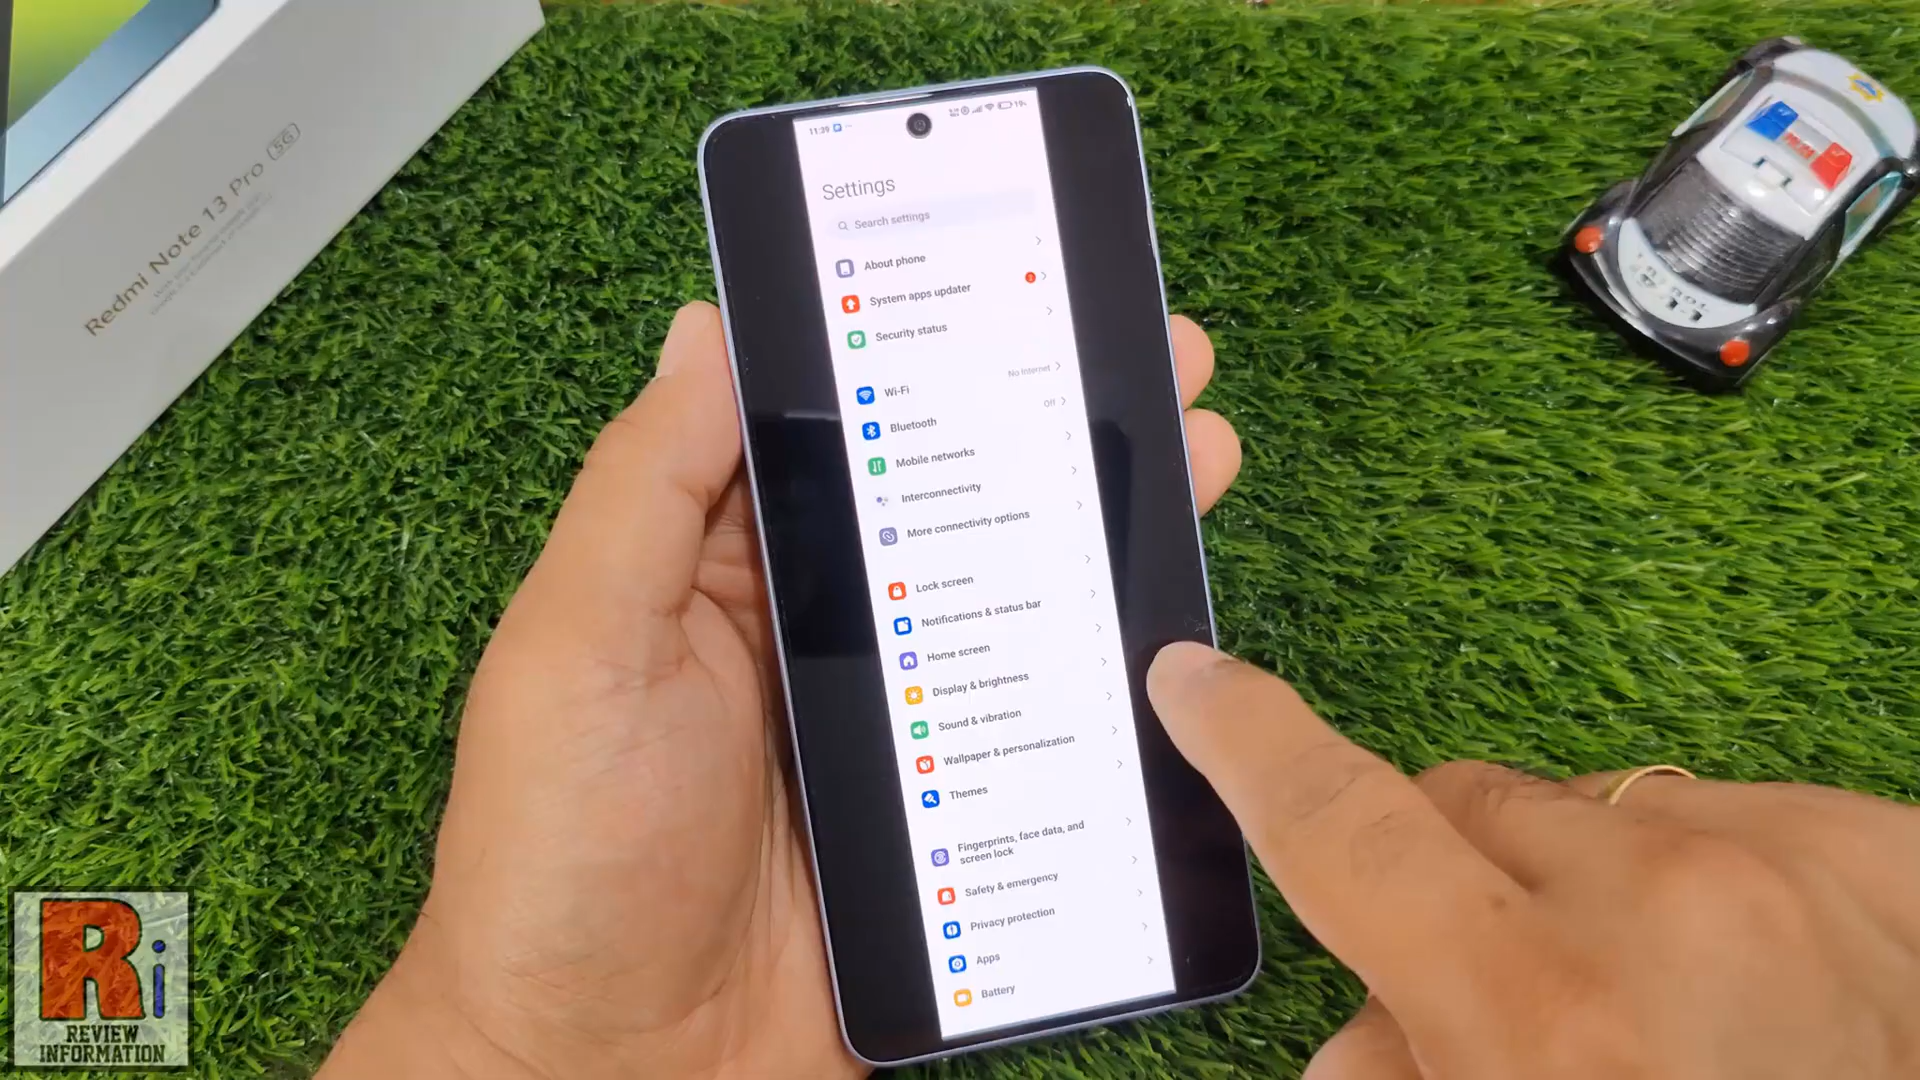 Redmi Note 13 Pro 5G
11:39
19%
Settings
Search settings
About phone
System apps updater
Security status
Wi-Fi
No Internet
Bluetooth
Off
Mobile networks
Interconnectivity
More connectivity options
Lock screen
Notifications & status bar
Home screen
Display & brightness
Sound & vibration
Wallpaper & personalization
Themes
Fingerprints, face data, and
screen lock
Safety & emergency
Privacy protection
Apps
Battery
POLICE
Ri
REVIEW
INFORMATION